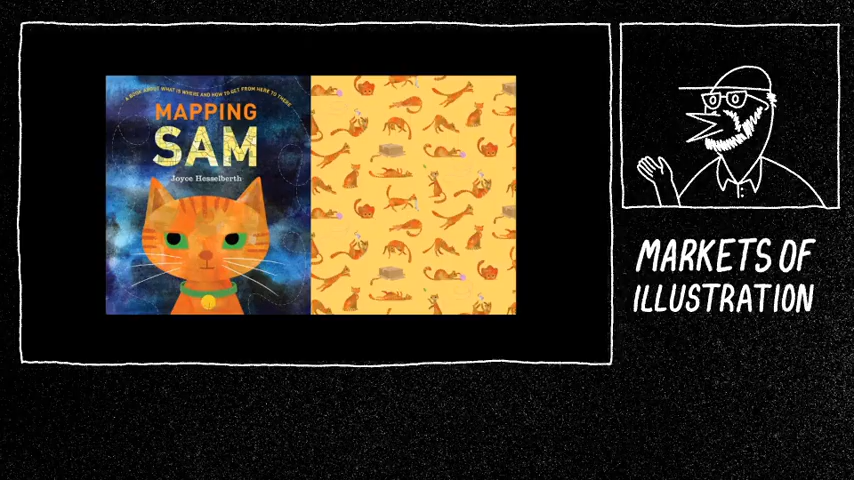 A BOOK ABOUT WHAT IS WHERE AND HOW TO GET FROM HERE TO THERE
MAPPING
SAM
Joyce Hesselberth
MARKETS OF
ILLUSTRATION